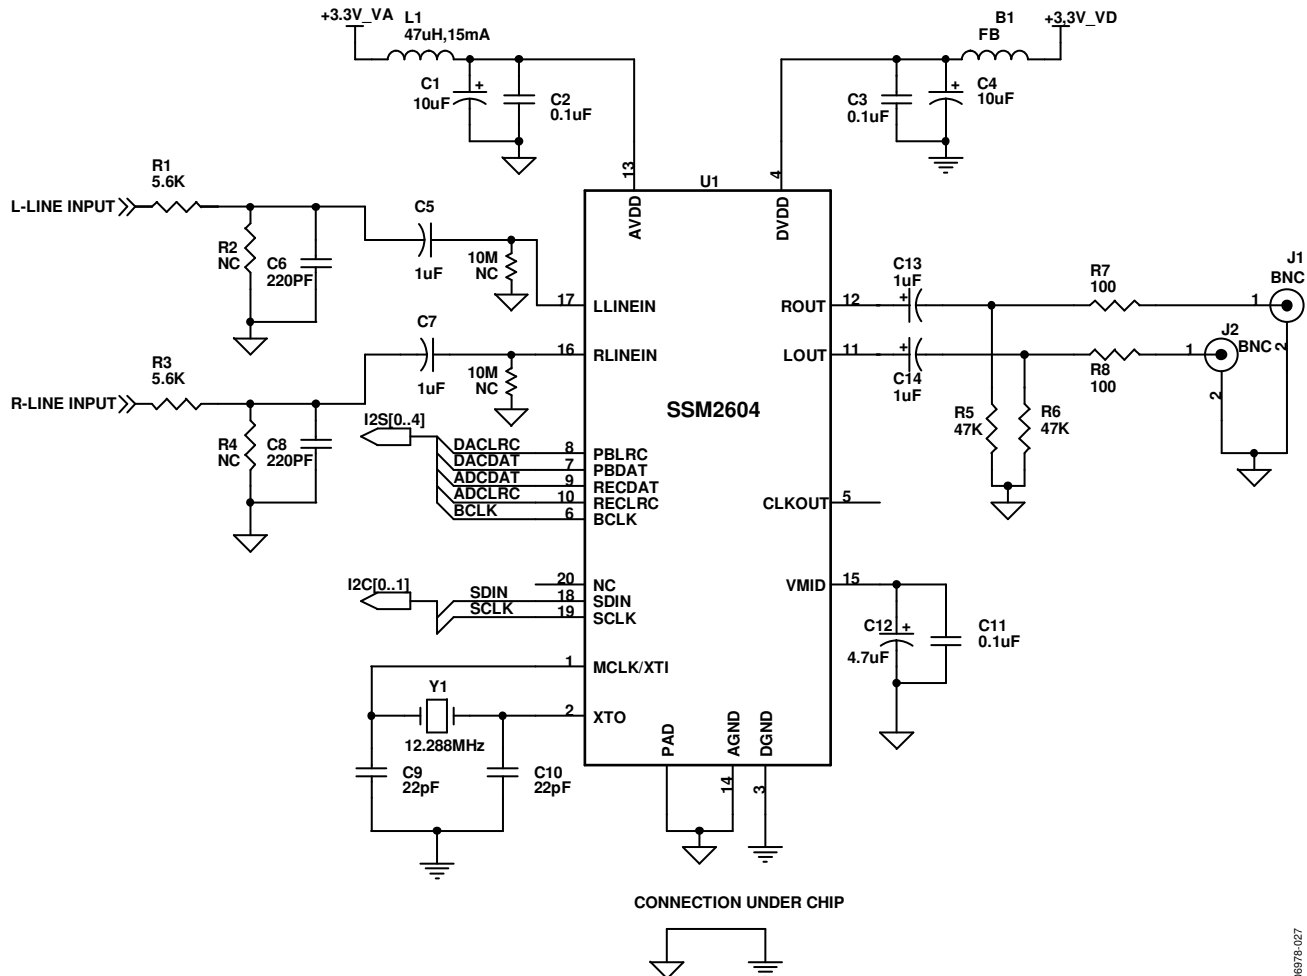 +3.3V_VA
L1
47uH,15mA
B1
FB
+3.3V_VD
C1
10uF
C2
0.1uF
C3
0.1uF
C4
10uF
13
4
U1
AVDD
DVDD
R1
5.6K
L-LINE INPUT
R2
NC
C6
220PF
C5
1uF
10M
NC
17
LLINEIN
C7
1uF
10M
NC
16
RLINEIN
R3
5.6K
R-LINE INPUT
R4
NC
C8
220PF
ROUT
12
C13
1uF
R7
100
1
J1
BNC
2
LOUT
11
C14
1uF
R8
100
1
J2
BNC
2
R5
47K
R6
47K
SSM2604
I2S[0..4]
DACLRC
8
PBLRC
DACDAT
7
PBDAT
ADCDAT
9
RECDAT
ADCLRC
10
RECLRC
BCLK
6
BCLK
CLKOUT
5
I2C[0..1]
20
NC
SDIN
18
SDIN
SCLK
19
SCLK
VMID
15
C12
4.7uF
C11
0.1uF
1
MCLK/XTI
Y1
12.288MHz
2
XTO
C9
22pF
C10
22pF
PAD
AGND
DGND
14
3
CONNECTION UNDER CHIP
06978-027